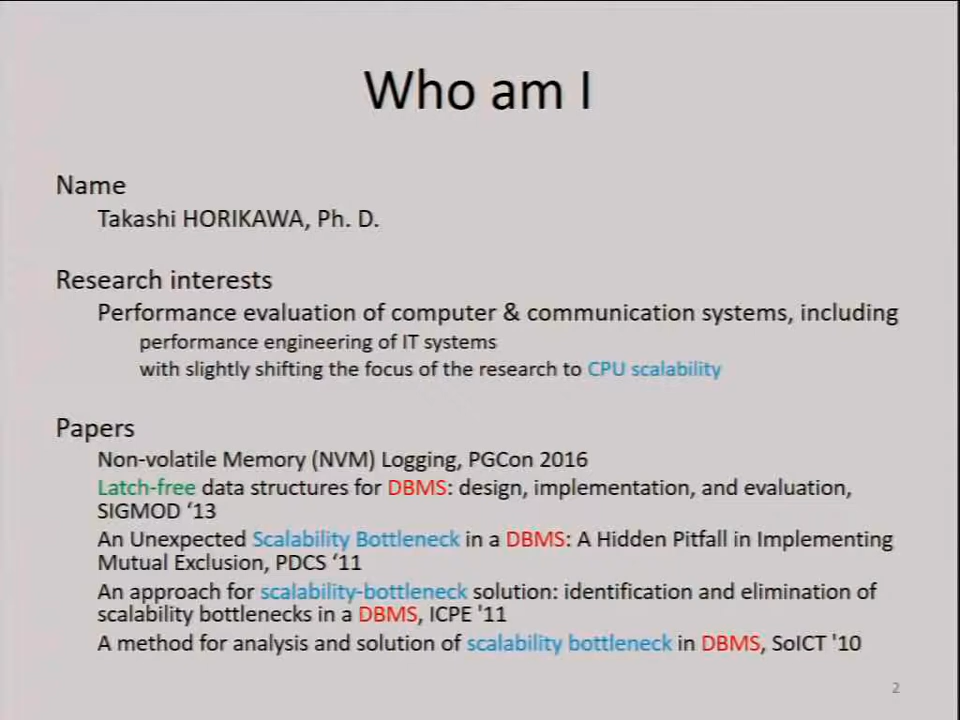 Who am I
Name
Takashi HORIKAWA, Ph. D.
Research interests
Performance evaluation of computer & communication systems, including
performance engineering of IT systems
with slightly shifting the focus of the research to CPU scalability
Papers
Non-volatile Memory (NVM) Logging, PGCon 2016
Latch-free data structures for DBMS: design, implementation, and evaluation,
SIGMOD ‘13
An Unexpected Scalability Bottleneck in a DBMS: A Hidden Pitfall in Implementing
Mutual Exclusion, PDCS ‘11
An approach for scalability-bottleneck solution: identification and elimination of
scalability bottlenecks in a DBMS, ICPE '11
A method for analysis and solution of scalability bottleneck in DBMS, SoICT '10
2